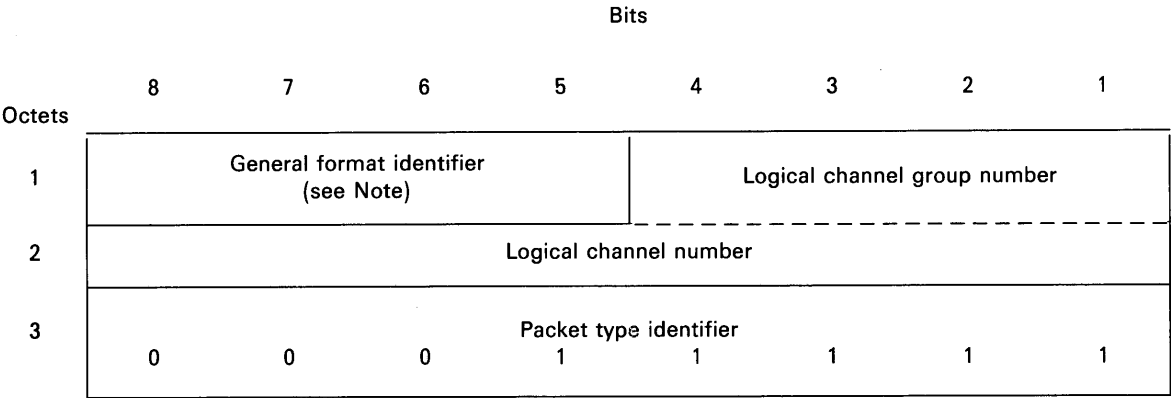 Bits
8 7 6 5 4 3 2 1
Octets
1 General format identifier (see Note) Logical channel group number
2 Logical channel number
3 Packet type identifier
0 0 0 1 1 1 1 1